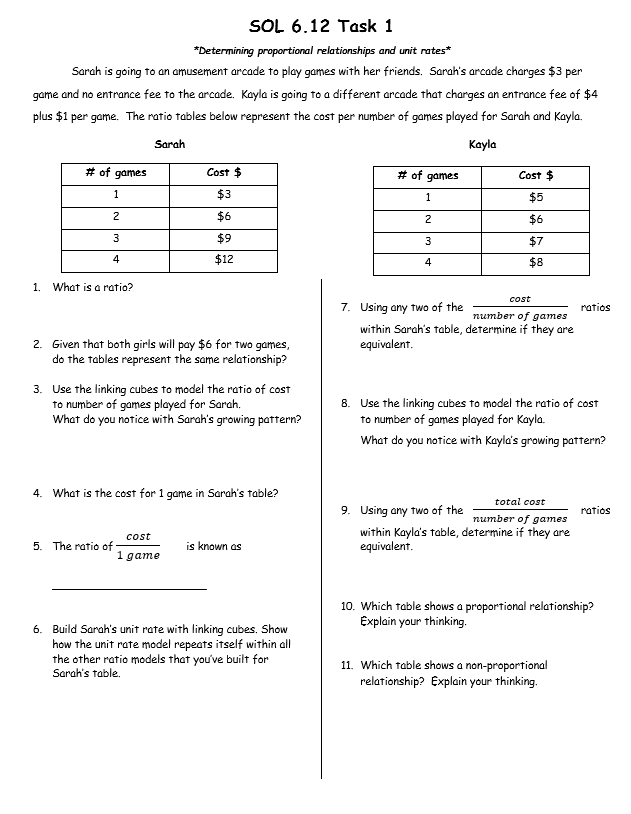 SOL 6.12 Task 1
*Determining proportional relationships and unit rates*
Sarah is going to an amusement arcade to play games with her friends.  Sarah's arcade charges $3 per
game and no entrance fee to the arcade.  Kayla is going to a different arcade that charges an entrance fee of $4
plus $1 per game.  The ratio tables below represent the cost per number of games played for Sarah and Kayla.
Sarah
# of games Cost $
1 $3
2 $6
3 $9
4 $12
Kayla
# of games Cost $
1 $5
2 $6
3 $7
4 $8
1. What is a ratio?
2. Given that both girls will pay $6 for two games,
do the tables represent the same relationship?
3. Use the linking cubes to model the ratio of cost
to number of games played for Sarah.
What do you notice with Sarah's growing pattern?
4. What is the cost for 1 game in Sarah's table?
5. The ratio of cost/1 game is known as
6. Build Sarah's unit rate with linking cubes. Show
how the unit rate model repeats itself within all
the other ratio models that you've built for
Sarah's table.
7. Using any two of the cost/number of games ratios
within Sarah's table, determine if they are
equivalent.
8. Use the linking cubes to model the ratio of cost
to number of games played for Kayla.
What do you notice with Kayla's growing pattern?
9. Using any two of the total cost/number of games ratios
within Kayla's table, determine if they are
equivalent.
10. Which table shows a proportional relationship?
Explain your thinking.
11. Which table shows a non-proportional
relationship?  Explain your thinking.